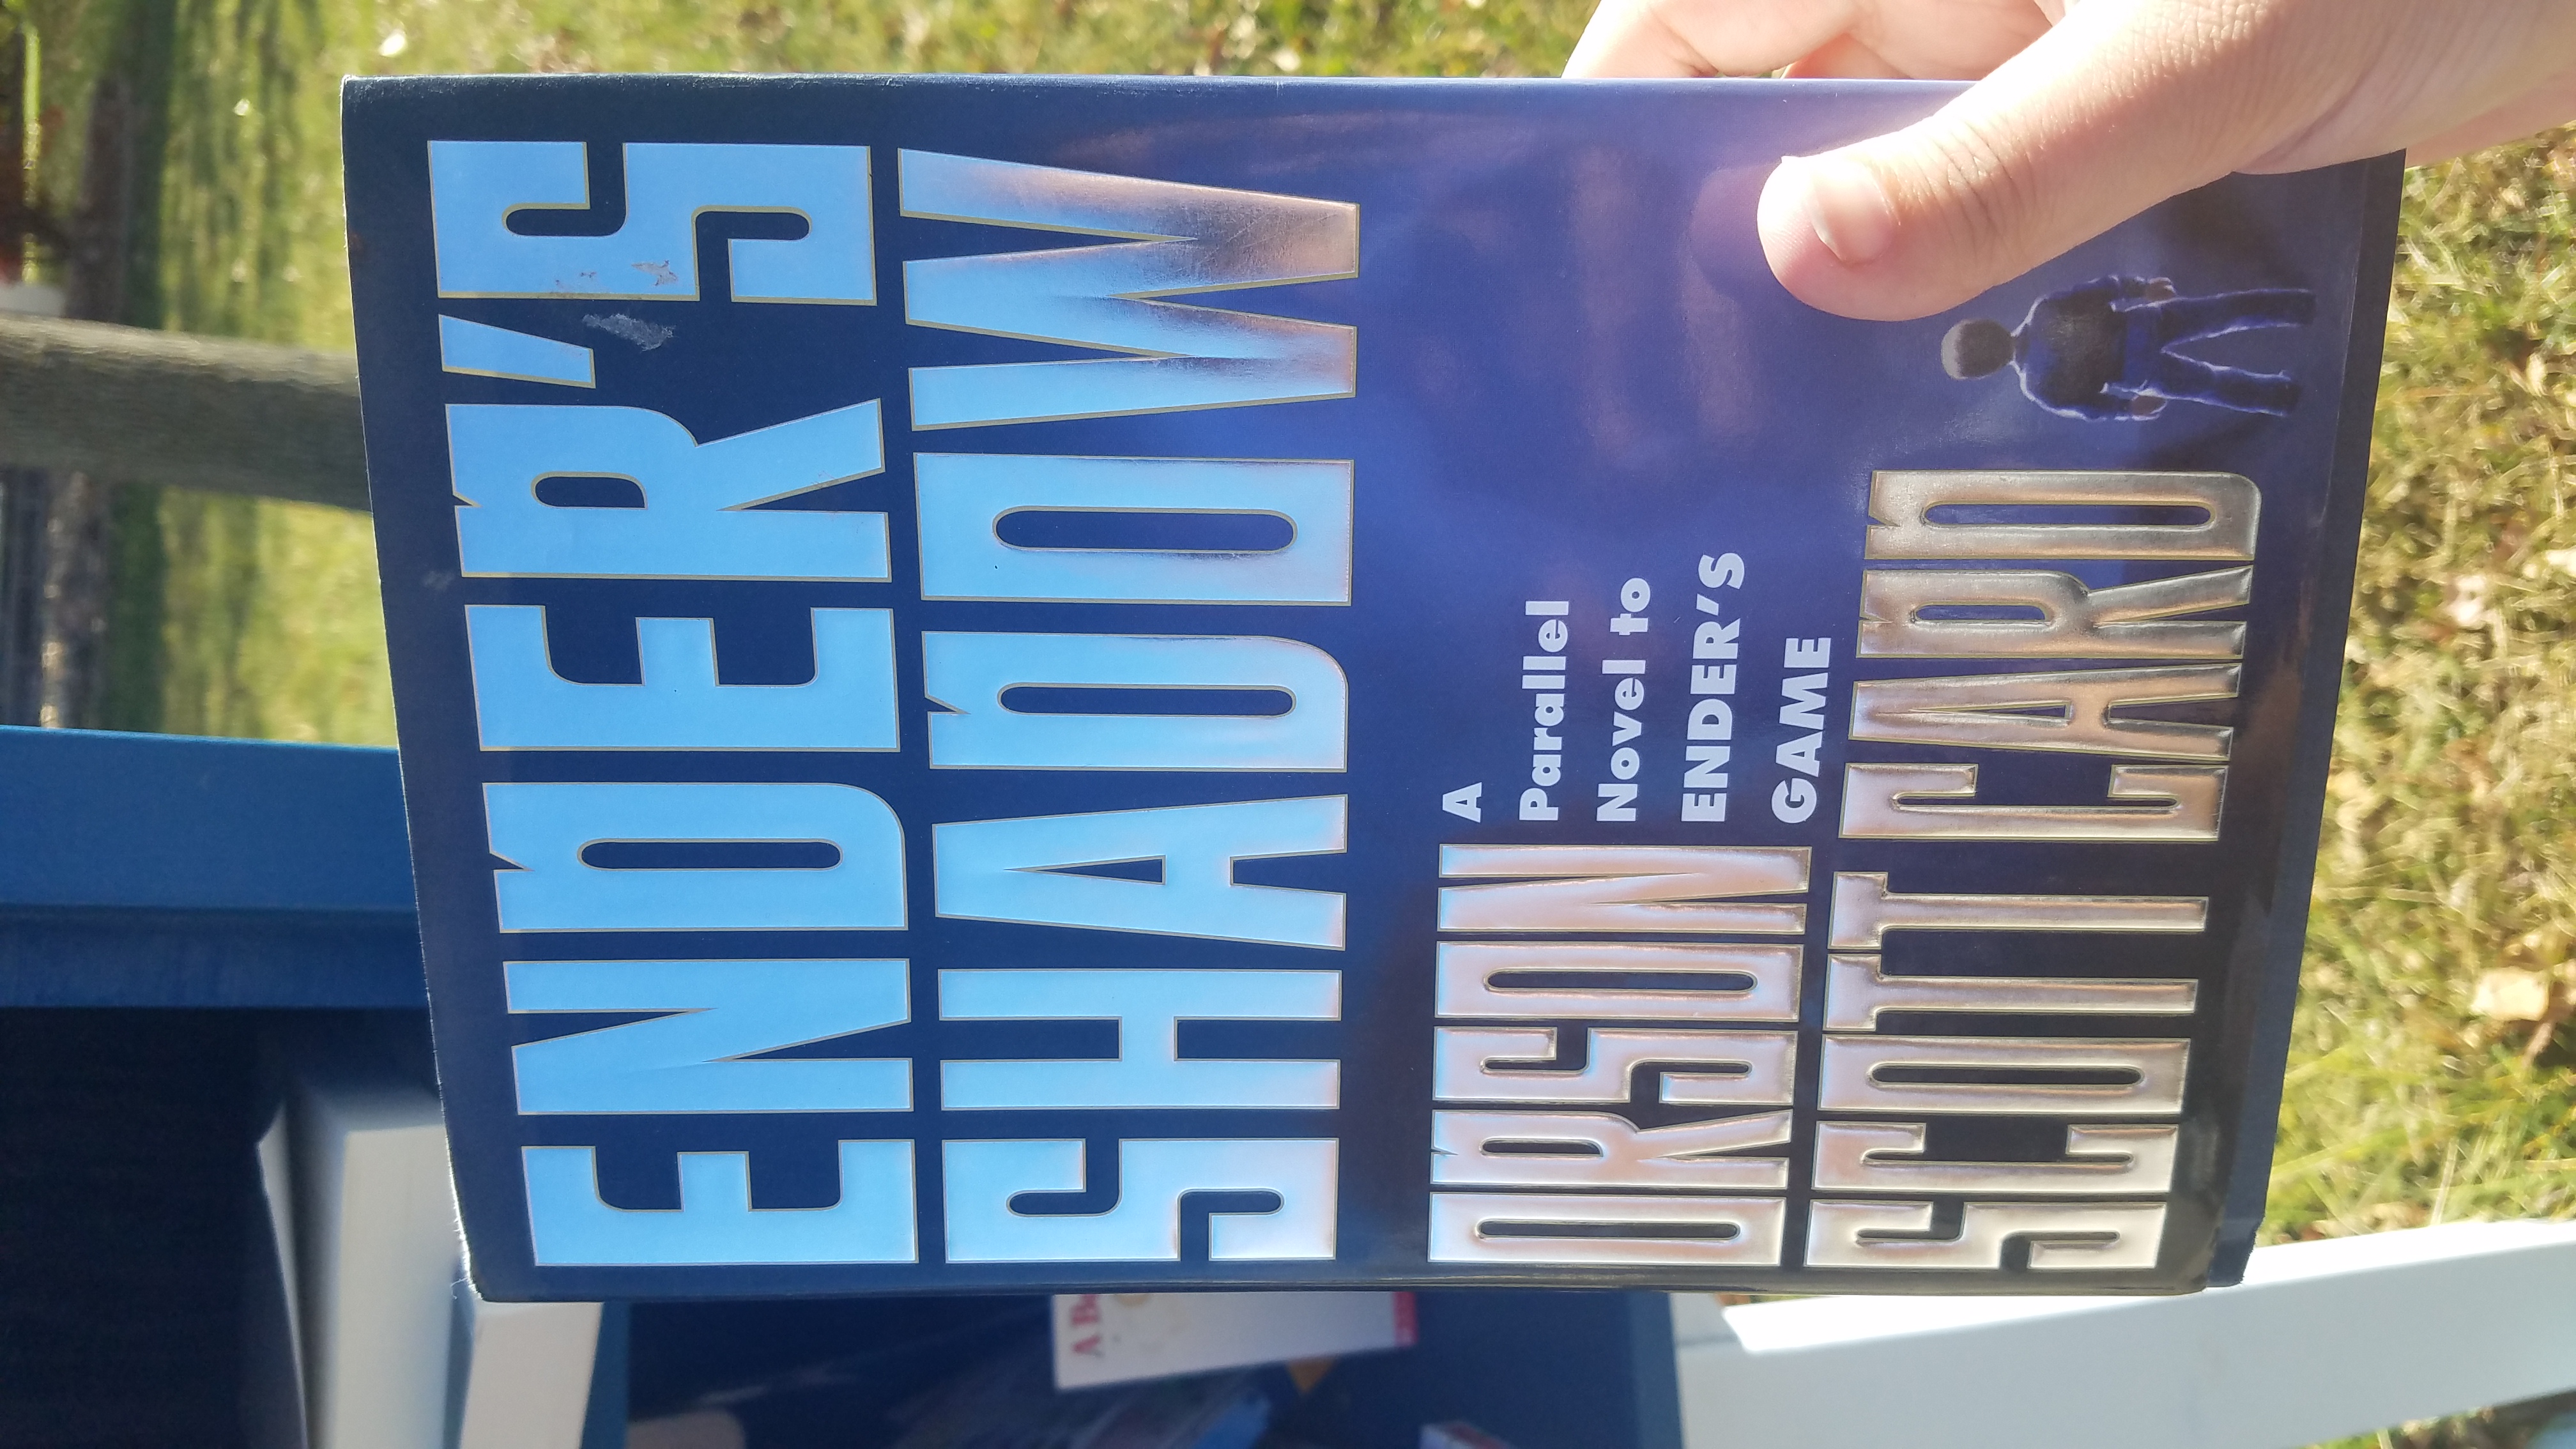 ENDER'S
SHADOW
A
Parallel
Novel to
ENDER'S
GAME
ORSON
SCOTT CARD